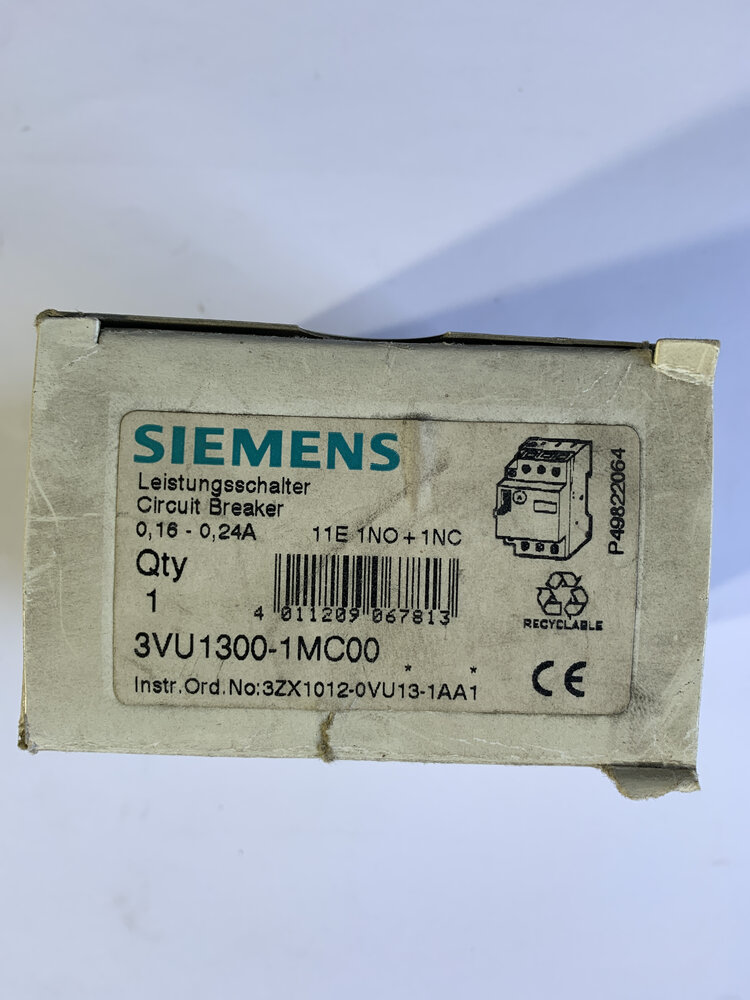 SIEMENS
Leistungsschalter
Circuit Breaker
0,16 - 0,24A 11E 1NO + 1NC
Qty
1
4 011209 067813
3VU1300-1MC00
* *
Instr.Ord.No:3ZX1012-0VU13-1AA1
P49822064
RECYCLABLE
CE